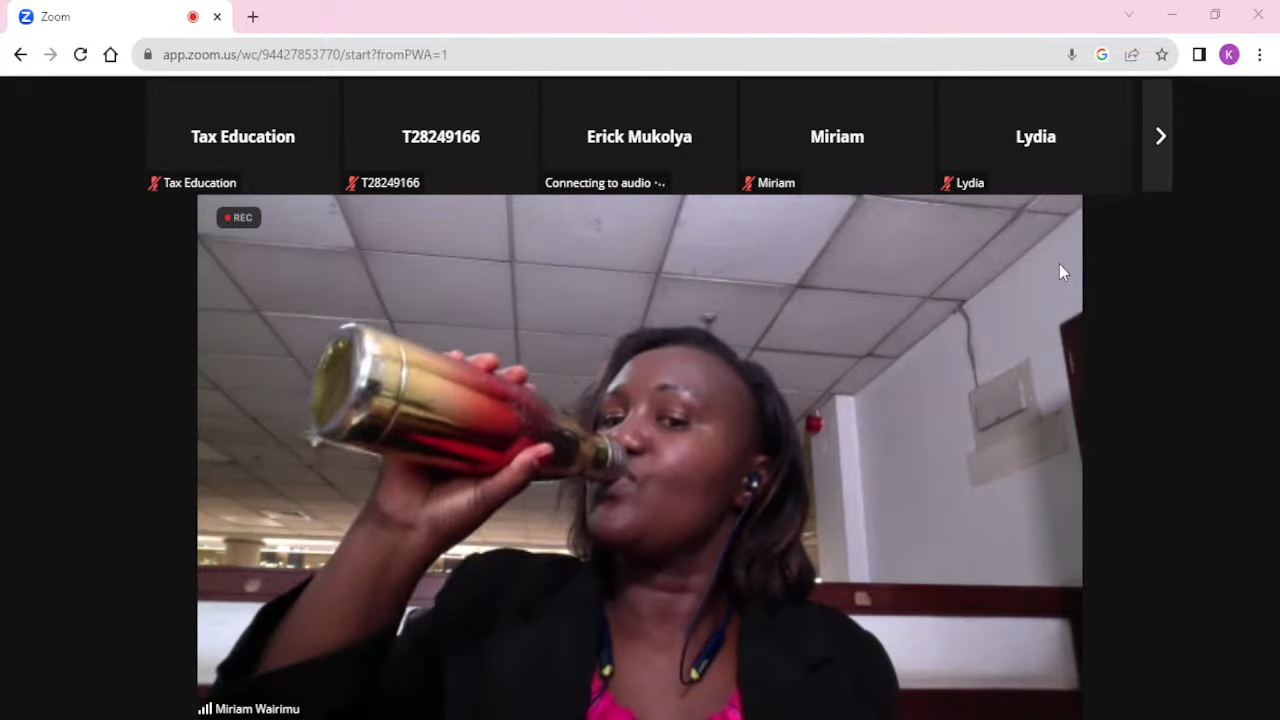 Zoom
app.zoom.us/wc/94427853770/start?fromPWA=1
K
Tax Education
T28249166
Erick Mukolya
Miriam
Lydia
Tax Education
T28249166
Connecting to audio ...
Miriam
Lydia
REC
Miriam Wairimu